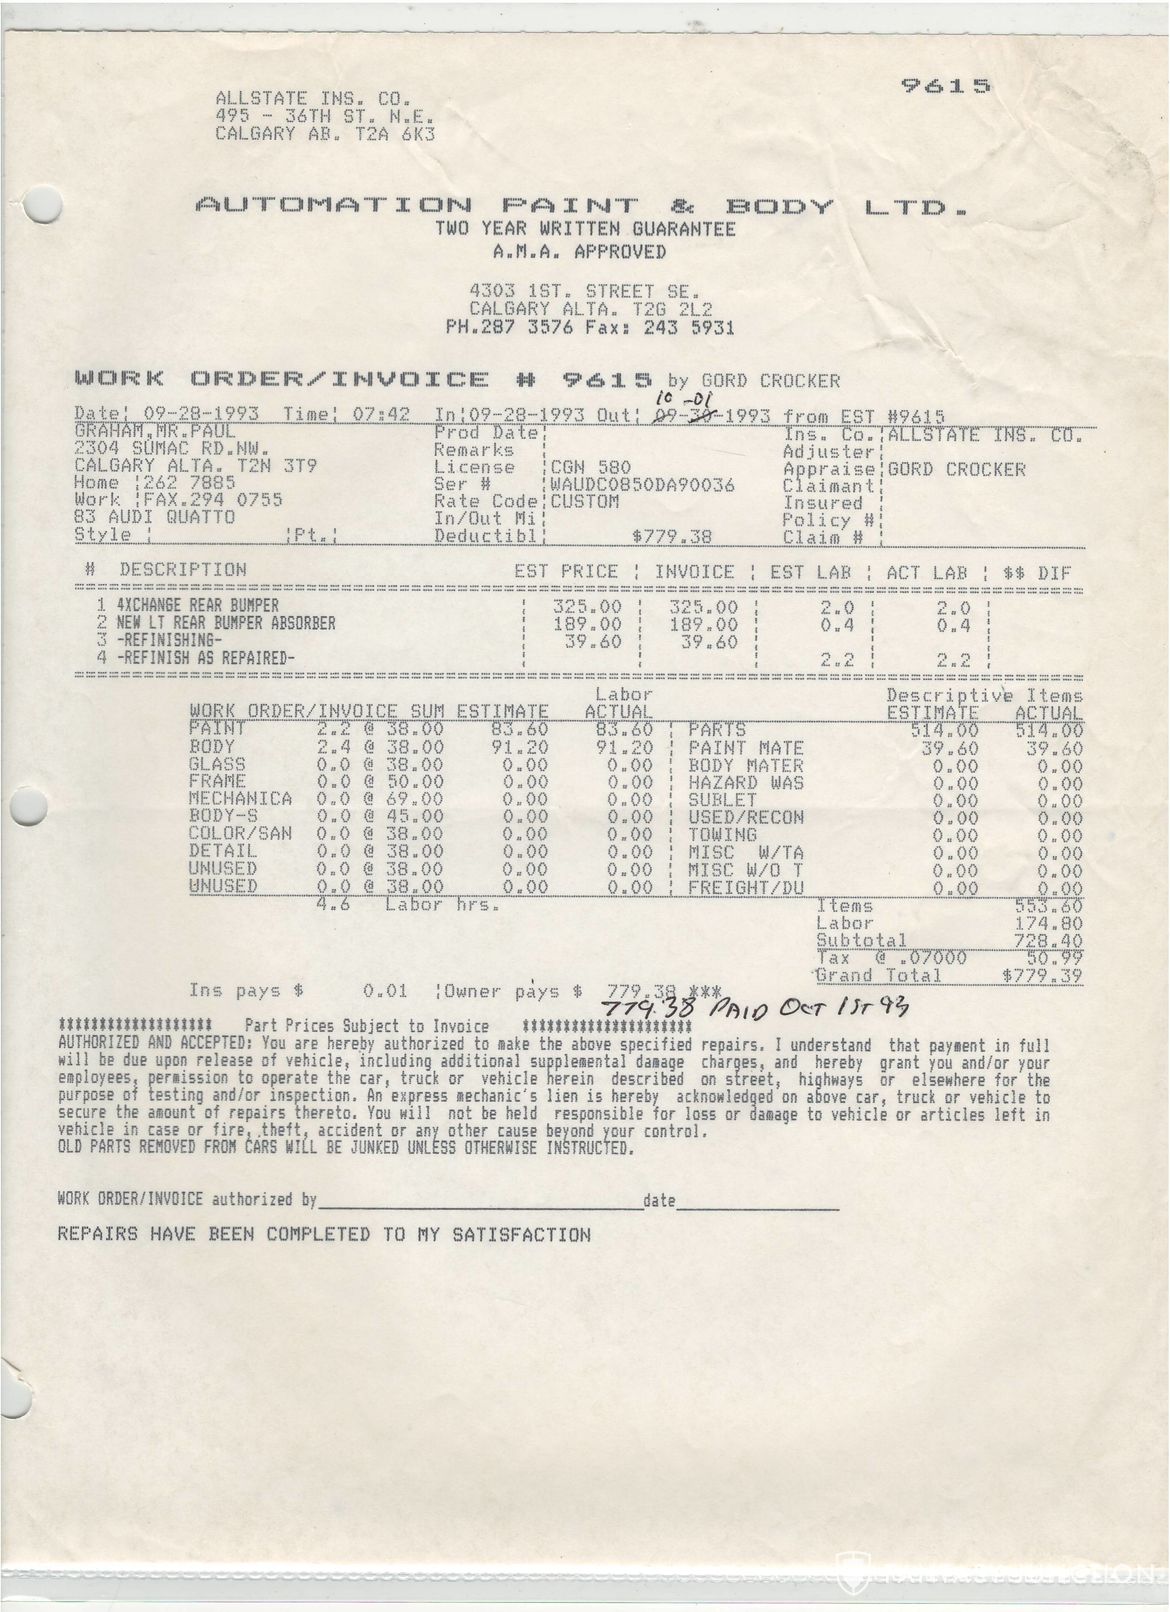 9615
ALLSTATE INS. CO.
495 - 36TH ST. N.E.
CALGARY AB. T2A 6K3
AUTOMATION PAINT & BODY LTD.
TWO YEAR WRITTEN GUARANTEE
A.M.A. APPROVED
4303 1ST. STREET SE.
CALGARY ALTA. T2G 2L2
PH.287 3576 Fax: 243 5931
WORK ORDER/INVOICE # 9615 by GORD CROCKER
10 -01
Date¦ 09-28-1993 Time¦ 07:42 In¦09-28-1993 Out¦ 09-30-1993 from EST #9615
GRAHAM,MR.PAUL Prod Date¦ Ins. Co.¦ALLSTATE INS. CO.
2304 SUMAC RD.NW. Remarks ¦ Adjuster¦
CALGARY ALTA. T2N 3T9 License ¦CGN 580 Appraise¦GORD CROCKER
Home ¦262 7885 Ser # ¦WAUDC0850DA90036 Claimant¦
Work ¦FAX.294 0755 Rate Code¦CUSTOM Insured ¦
83 AUDI QUATTO In/Out Mi¦ Policy #¦
Style ¦ ¦Pt.¦ Deductibl¦ $779.38 Claim # ¦
# DESCRIPTION EST PRICE ¦ INVOICE ¦ EST LAB ¦ ACT LAB ¦ $$ DIF
1 4XCHANGE REAR BUMPER ¦ 325.00 ¦ 325.00 ¦ 2.0 ¦ 2.0 ¦
2 NEW LT REAR BUMPER ABSORBER ¦ 189.00 ¦ 189.00 ¦ 0.4 ¦ 0.4 ¦
3 -REFINISHING- ¦ 39.60 ¦ 39.60 ¦ ¦ ¦
4 -REFINISH AS REPAIRED- ¦ ¦ ¦ 2.2 ¦ 2.2 ¦
Labor Descriptive Items
WORK ORDER/INVOICE SUM ESTIMATE ACTUAL ESTIMATE ACTUAL
PAINT 2.2 @ 38.00 83.60 83.60 ¦ PARTS 514.00 514.00
BODY 2.4 @ 38.00 91.20 91.20 ¦ PAINT MATE 39.60 39.60
GLASS 0.0 @ 38.00 0.00 0.00 ¦ BODY MATER 0.00 0.00
FRAME 0.0 @ 50.00 0.00 0.00 ¦ HAZARD WAS 0.00 0.00
MECHANICA 0.0 @ 69.00 0.00 0.00 ¦ SUBLET 0.00 0.00
BODY-S 0.0 @ 45.00 0.00 0.00 ¦ USED/RECON 0.00 0.00
COLOR/SAN 0.0 @ 38.00 0.00 0.00 ¦ TOWING 0.00 0.00
DETAIL 0.0 @ 38.00 0.00 0.00 ¦ MISC W/TA 0.00 0.00
UNUSED 0.0 @ 38.00 0.00 0.00 ¦ MISC W/O T 0.00 0.00
UNUSED 0.0 @ 38.00 0.00 0.00 ¦ FREIGHT/DU 0.00 0.00
4.6 Labor hrs. Items 553.60
Labor 174.80
Subtotal 728.40
Tax @ .07000 50.99
Grand Total $779.39
Ins pays $ 0.01 ¦Owner pays $ 779.38 ***
779.38 PAID OCT 1ST 93
******************* Part Prices Subject to Invoice *********************
AUTHORIZED AND ACCEPTED: You are hereby authorized to make the above specified repairs. I understand that payment in full
will be due upon release of vehicle, including additional supplemental damage charges, and hereby grant you and/or your
employees, permission to operate the car, truck or vehicle herein described on street, highways or elsewhere for the
purpose of testing and/or inspection. An express mechanic's lien is hereby acknowledged on above car, truck or vehicle to
secure the amount of repairs thereto. You will not be held responsible for loss or damage to vehicle or articles left in
vehicle in case or fire, theft, accident or any other cause beyond your control.
OLD PARTS REMOVED FROM CARS WILL BE JUNKED UNLESS OTHERWISE INSTRUCTED.
WORK ORDER/INVOICE authorized by____________________ date__________
REPAIRS HAVE BEEN COMPLETED TO MY SATISFACTION